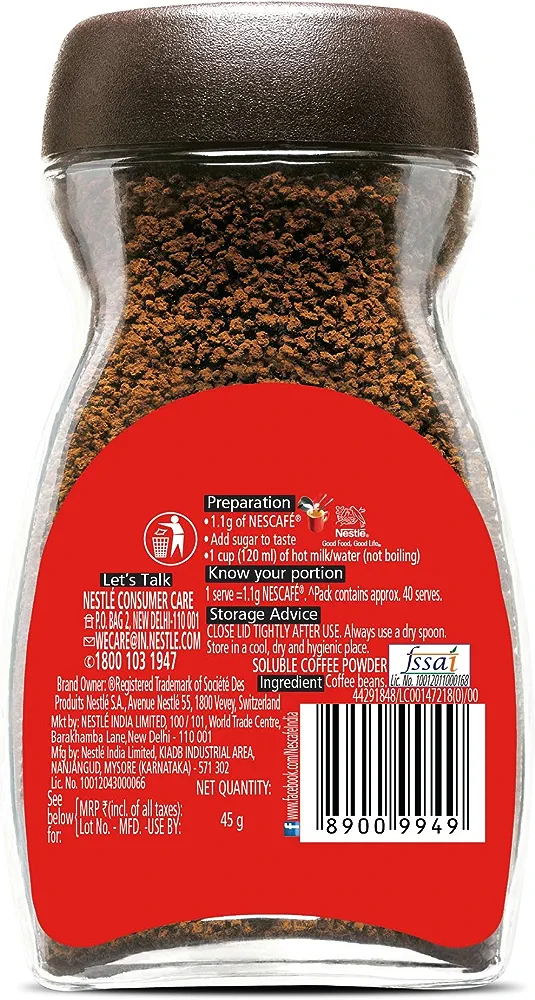 Preparation
•1.1g of NESCAFÉ®
•Add sugar to taste
•1 cup (120 ml) of hot milk/water (not boiling)
Nestlé®
Good Food, Good Life
Know your portion
1 serve =1.1g NESCAFÉ®. ^Pack contains approx. 40 serves.
Storage Advice
CLOSE LID TIGHTLY AFTER USE. Always use a dry spoon.
Store in a cool, dry and hygienic place.
Let's Talk
NESTLÉ CONSUMER CARE
P.O. BAG 2, NEW DELHI-110 001
WECARE@IN.NESTLE.COM
1800 103 1947
SOLUBLE COFFEE POWDER
Ingredient Coffee beans.
fssai
Lic. No. 10012011000168
44291848/LC00147218(0)/00
Brand Owner: ®Registered Trademark of Société Des
Produits Nestlé S.A., Avenue Nestlé 55, 1800 Vevey, Switzerland
Mkt by: NESTLÉ INDIA LIMITED, 100 / 101, World Trade Centre,
Barakhamba Lane, New Delhi - 110 001
Mfg by: Nestlé India Limited, KIADB INDUSTRIAL AREA,
NANJANGUD, MYSORE (KARNATAKA) - 571 302
Lic. No. 10012043000066
NET QUANTITY:
45 g
See
below
for:
MRP ₹(incl. of all taxes):
Lot No. - MFD. -USE BY:
www.facebook.com/NescafeIndia
8900 9949